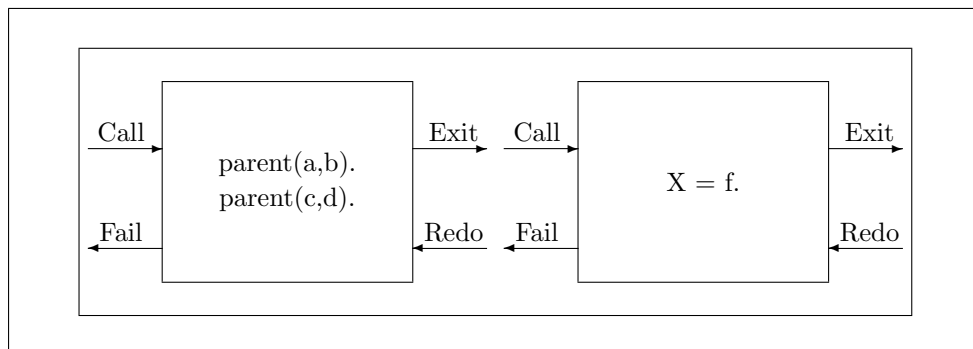 Call Exit Call Exit
parent(a,b).
parent(c,d).
X = f.
Fail Redo Fail Redo